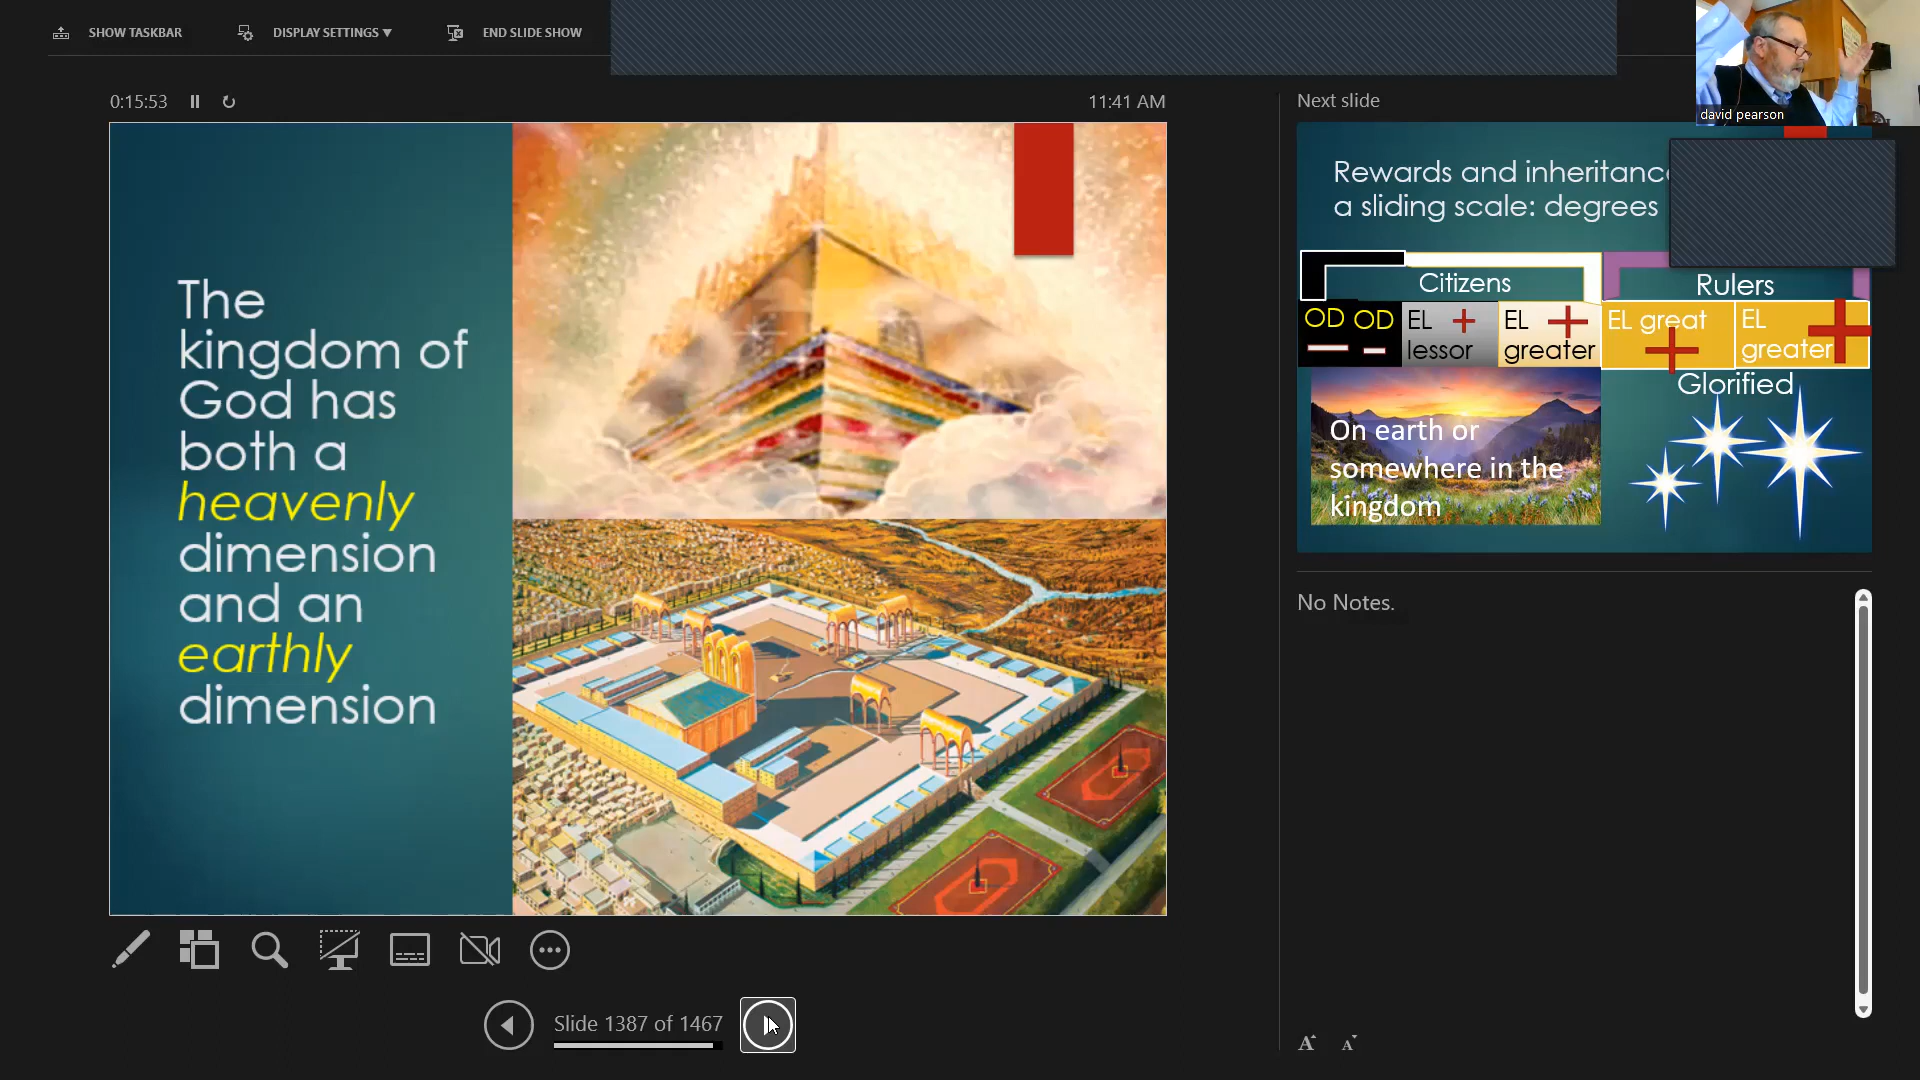 SHOW TASKBAR
DISPLAY SETTINGS ▼
END SLIDE SHOW
david pearson
0:15:53
11:41 AM
Next slide
The
kingdom of
God has
both a
heavenly
dimension
and an
earthly
dimension
Rewards and inheritanc
a sliding scale: degrees
Citizens
Rulers
OD OD
EL
lessor
EL
greater
EL great
EL
greater
Glorified
On earth or
somewhere in the
kingdom
No Notes.
Slide 1387 of 1467
A A